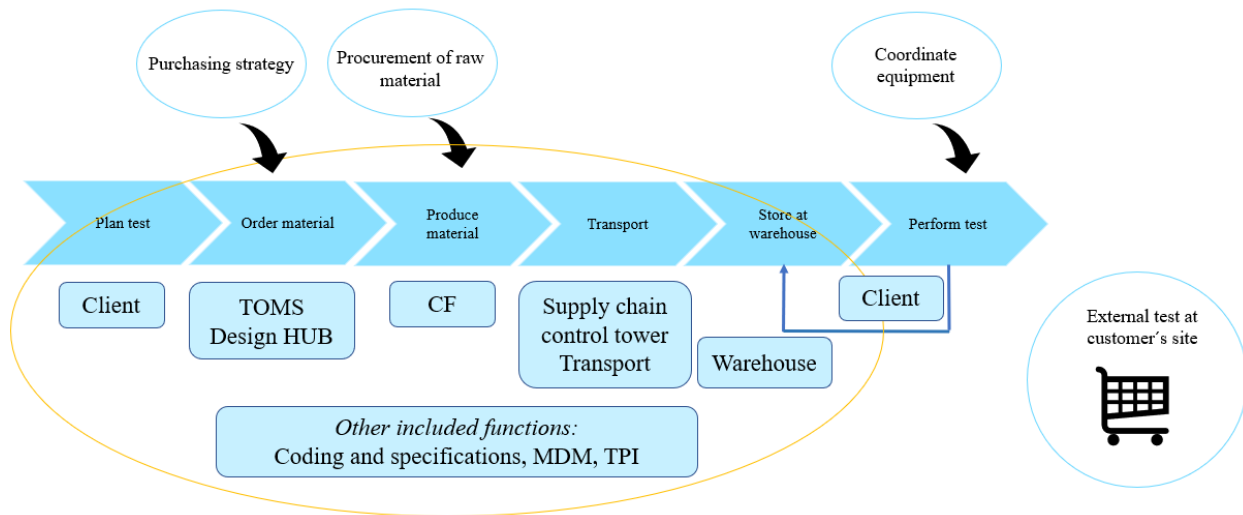 Purchasing strategy
Procurement of raw
material
Coordinate
equipment
Plan test
Order material
Produce
material
Transport
Store at
warehouse
Perform test
Client
TOMS
Design HUB
CF
Supply chain
control tower
Transport
Warehouse
Client
Other included functions:
Coding and specifications, MDM, TPI
External test at
customer´s site